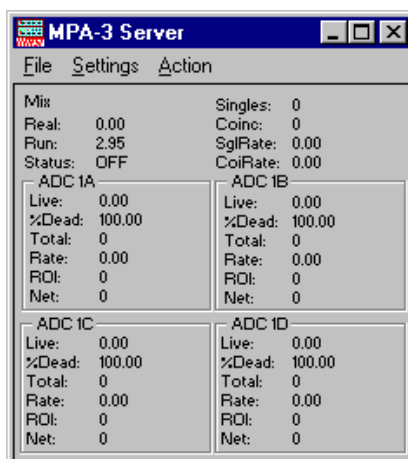 MPA-3 Server
File Settings Action
Mix
Real: 0.00
Run: 2.95
Status: OFF
Singles: 0
Coinc: 0
SglRate: 0.00
CoiRate: 0.00
ADC 1A
Live: 0.00
%Dead: 100.00
Total: 0
Rate: 0.00
ROI: 0
Net: 0
ADC 1B
Live: 0.00
%Dead: 100.00
Total: 0
Rate: 0.00
ROI: 0
Net: 0
ADC 1C
Live: 0.00
%Dead: 100.00
Total: 0
Rate: 0.00
ROI: 0
Net: 0
ADC 1D
Live: 0.00
%Dead: 100.00
Total: 0
Rate: 0.00
ROI: 0
Net: 0